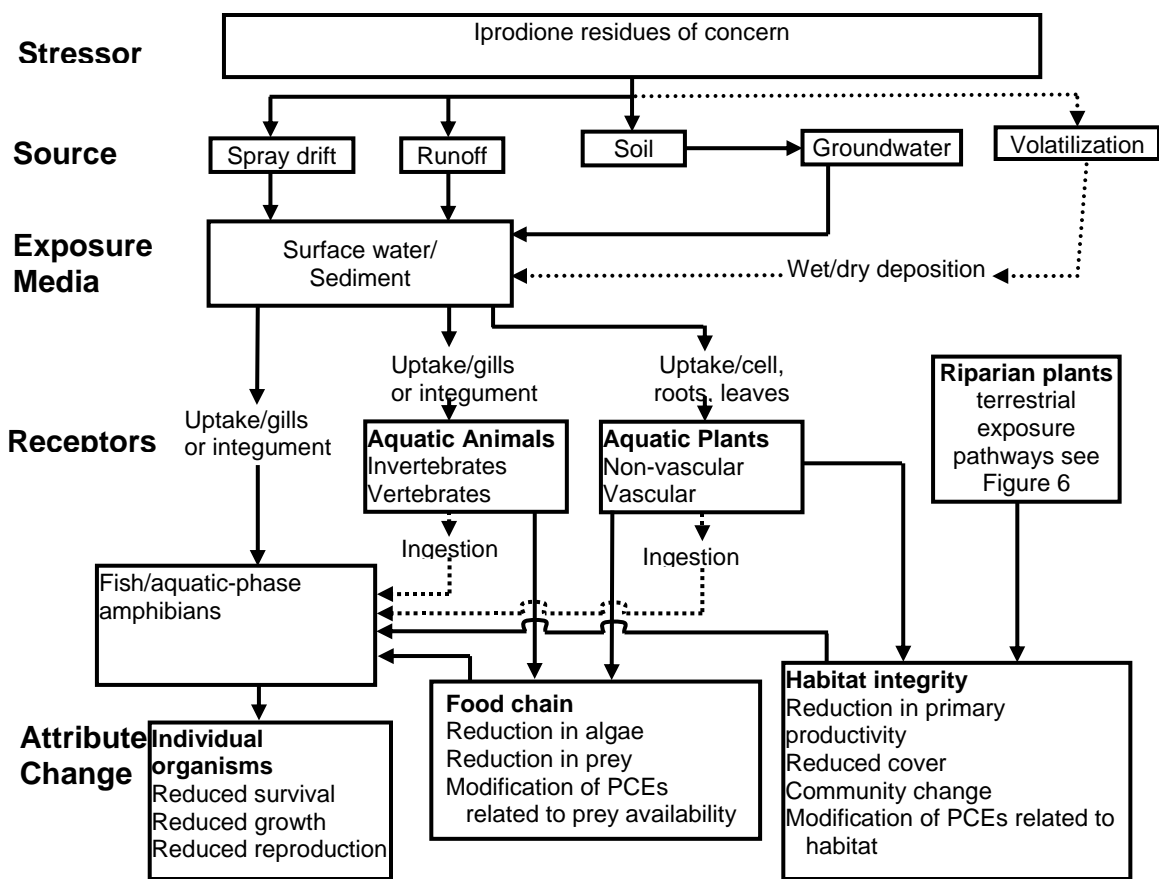 Stressor
Iprodione residues of concern
Source
Spray drift
Runoff
Soil
Groundwater
Volatilization
Exposure
Media
Surface water/
Sediment
Wet/dry deposition
Uptake/gills
or integument
Uptake/cell,
roots, leaves
Uptake/gills
or integument
Receptors
Aquatic Animals
Invertebrates
Vertebrates
Aquatic Plants
Non-vascular
Vascular
Riparian plants
terrestrial
exposure
pathways see
Figure 6
Ingestion
Ingestion
Fish/aquatic-phase
amphibians
Attribute
Change
Individual
organisms
Reduced survival
Reduced growth
Reduced reproduction
Food chain
Reduction in algae
Reduction in prey
Modification of PCEs
related to prey availability
Habitat integrity
Reduction in primary
productivity
Reduced cover
Community change
Modification of PCEs related to
habitat